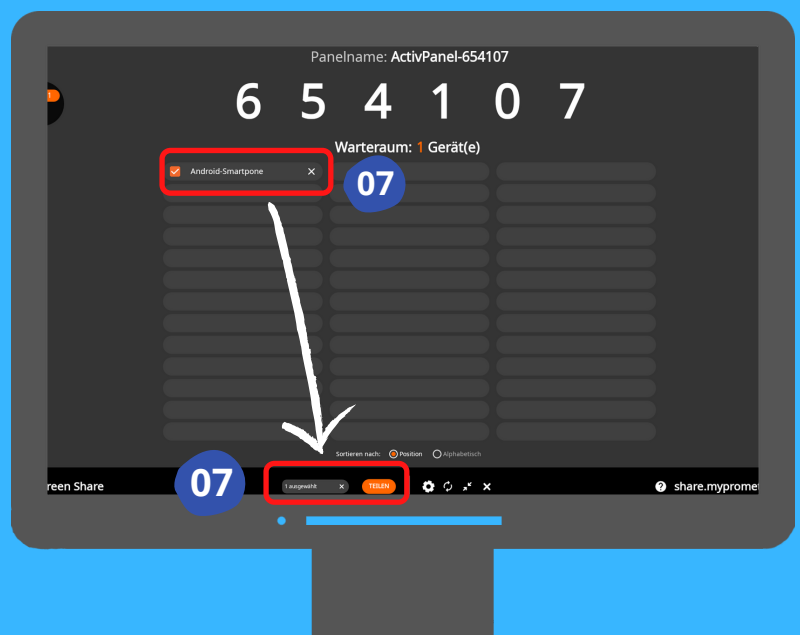 Panelname: ActivPanel-654107
1
6 5 4 1 0 7
Warteraum: 1 Gerät(e)
Android-Smartpone
07
Sortieren nach: Position Alphabetisch
07
reen Share
1 ausgewählt
TEILEN
share.myprome